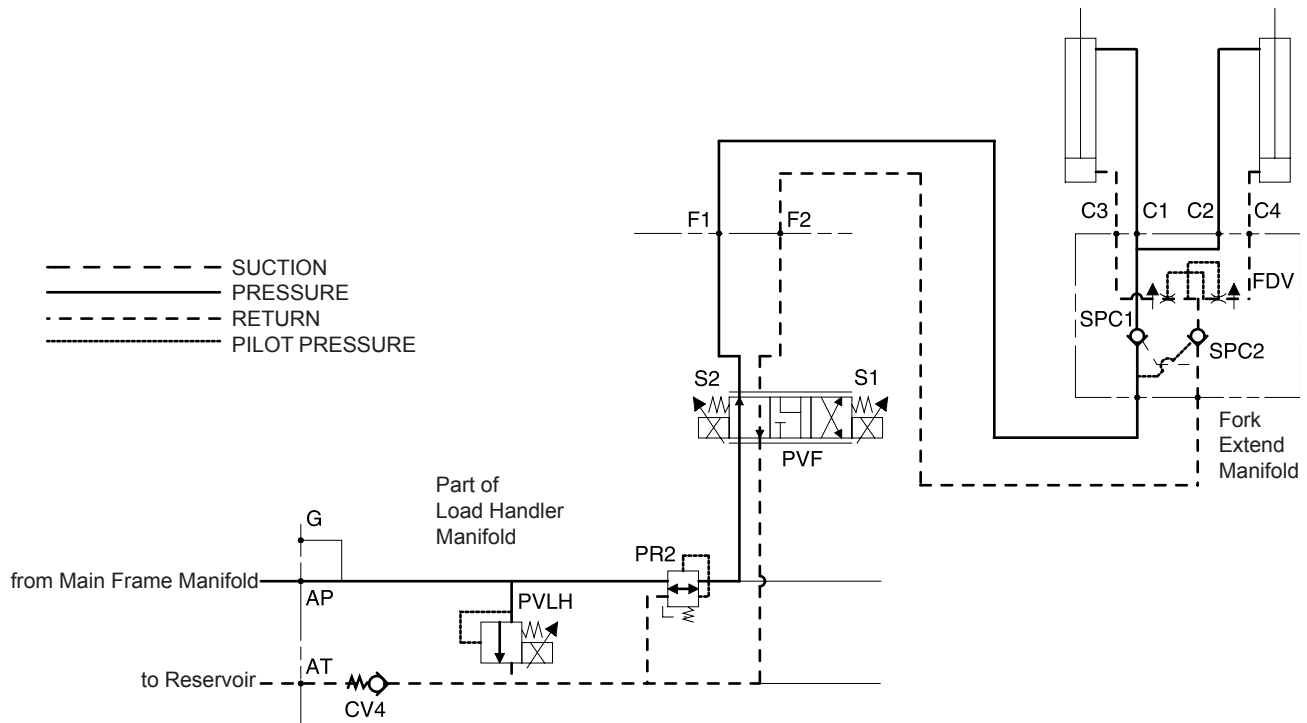 C3 C1 C2 C4
F1 F2
SUCTION
PRESSURE
RETURN
PILOT PRESSURE
FDV
SPC1
SPC2
S2 S1
PVF
Fork
Extend
Manifold
Part of
Load Handler
Manifold
G
PR2
from Main Frame Manifold
AP
PVLH
AT
to Reservoir
CV4